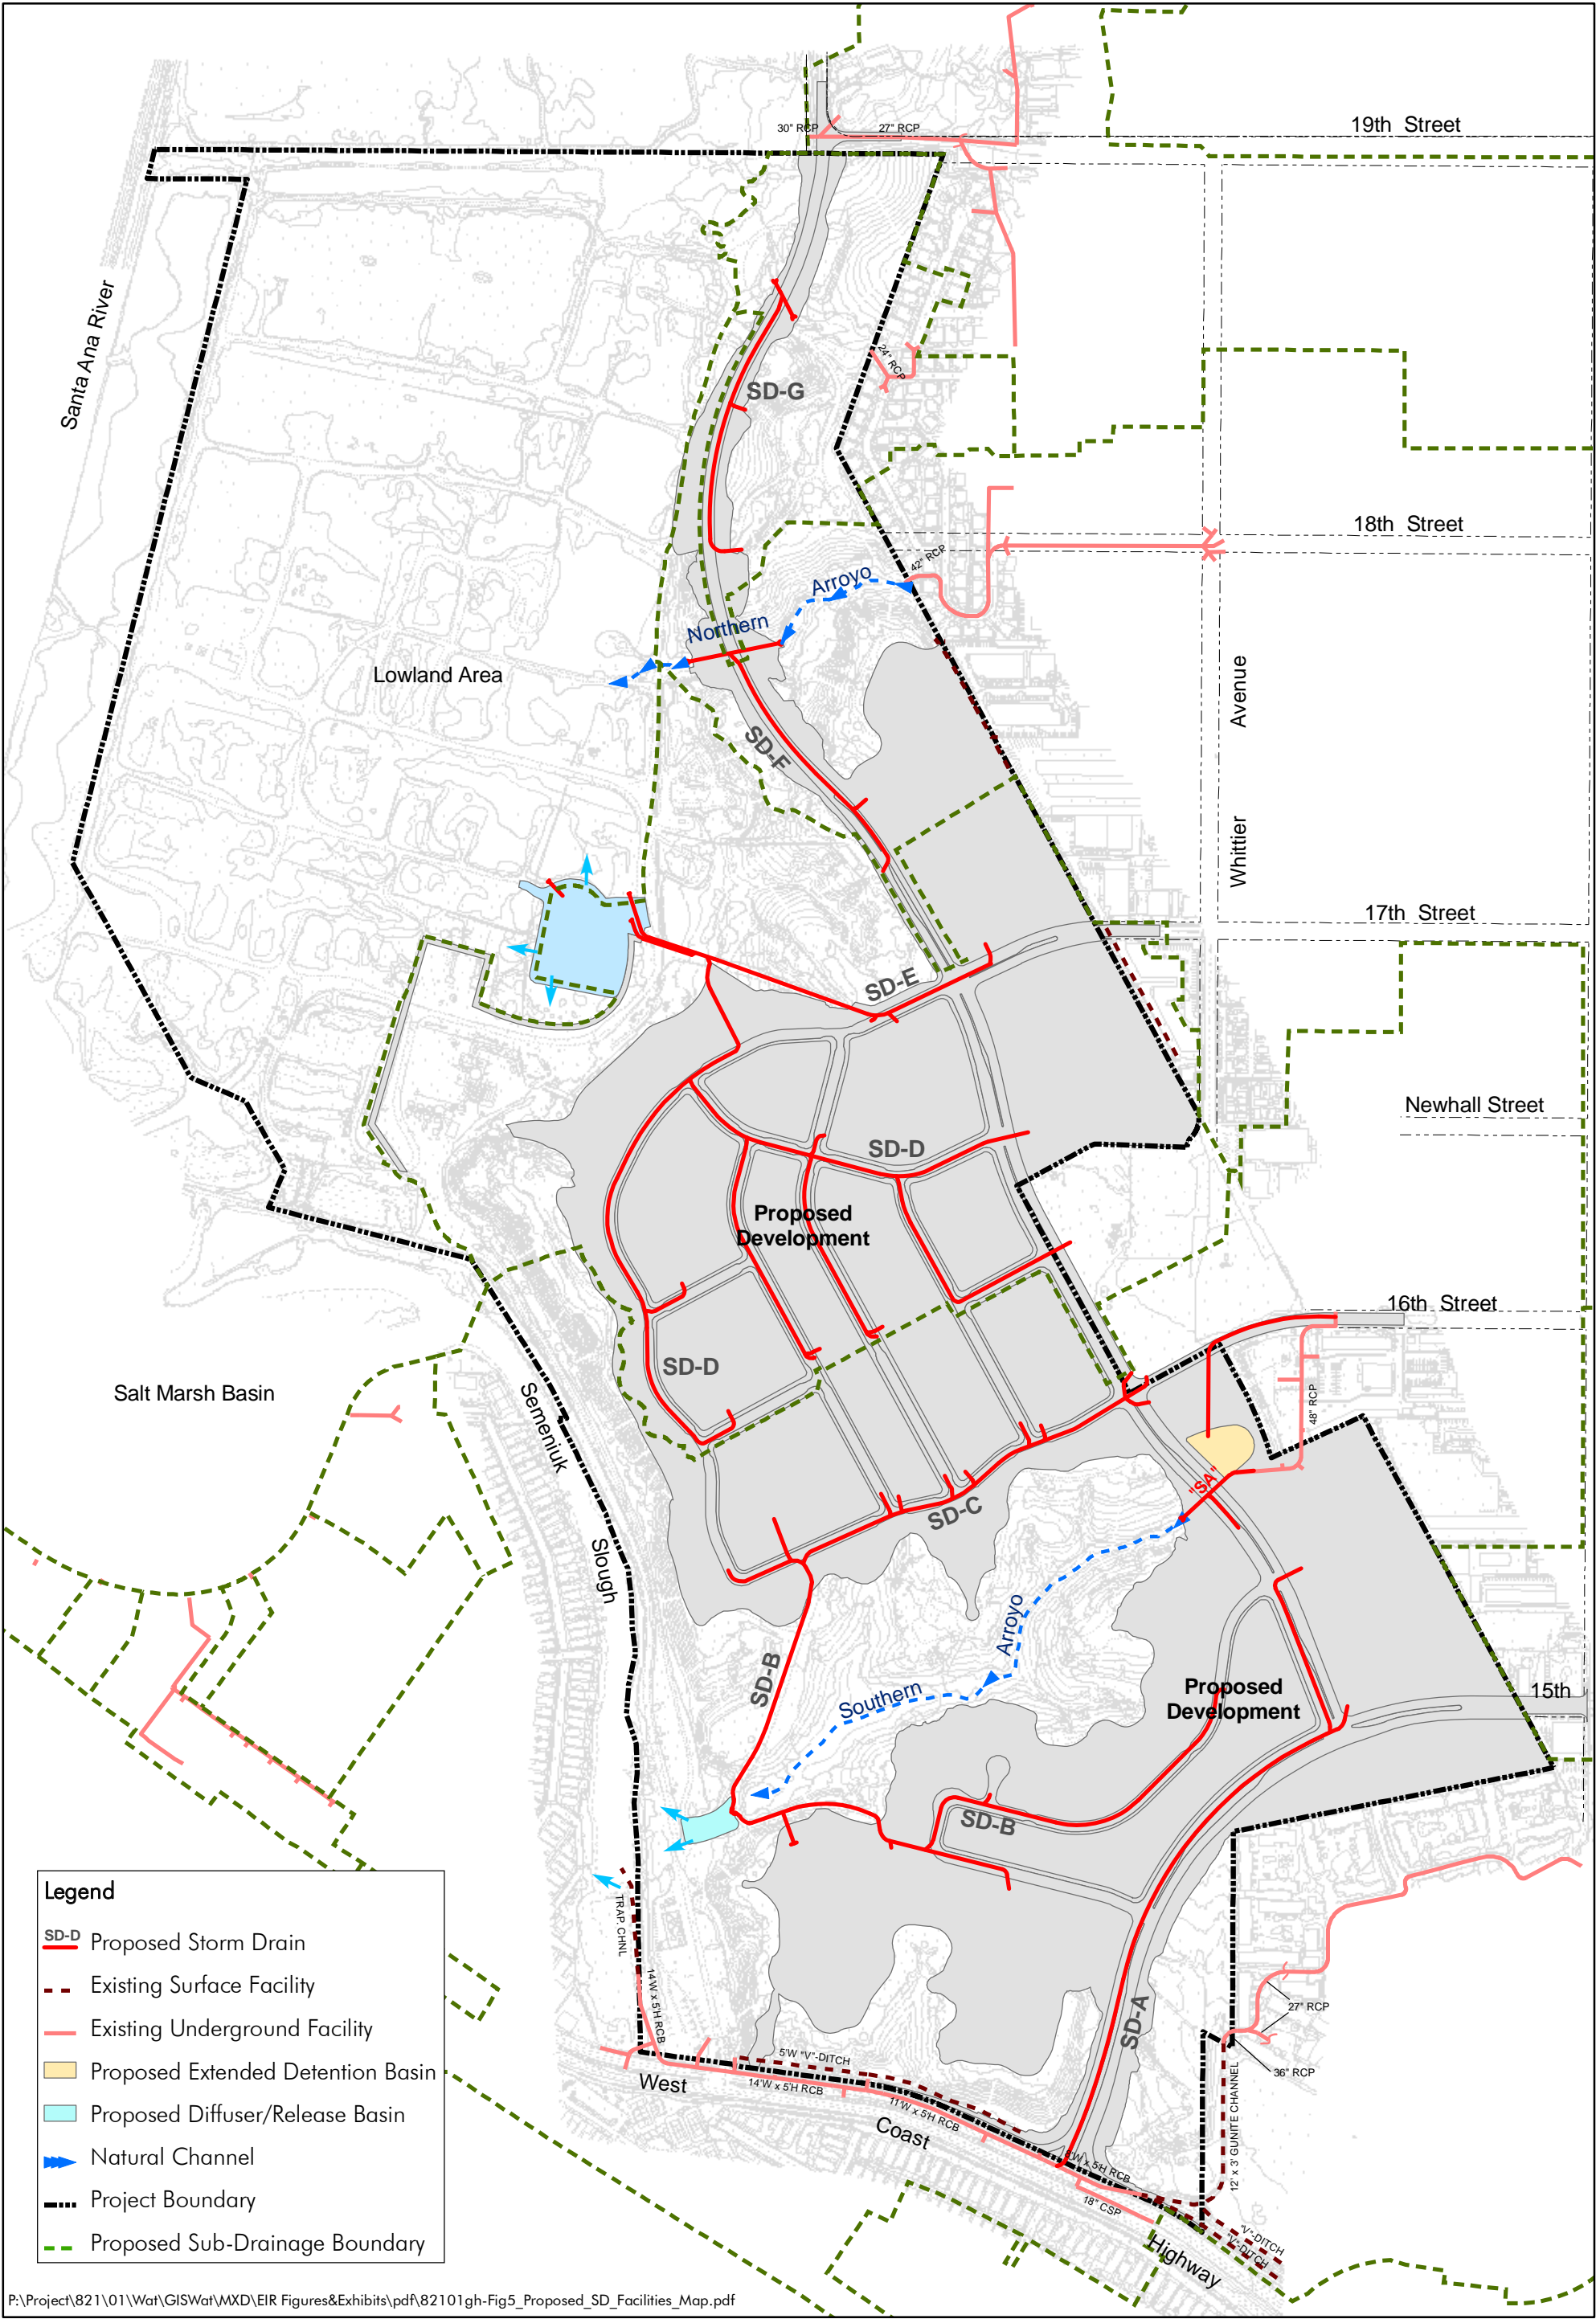 30" RCP
27" RCP
19th Street
Santa Ana River
24" RCP
SD-G
18th Street
42" RCP
Arroyo
Northern
Lowland Area
Avenue
Whittier
SD-F
17th Street
SD-E
Newhall Street
SD-D
Proposed
Development
16th Street
SD-D
Salt Marsh Basin
Semeniuk
48" RCP
"SA"
SD-C
Slough
Arroyo
SD-B
Southern
Proposed
Development
15th
SD-B
TRAP. CHNL
14'W x 5'H RCB
SD-A
27" RCP
36" RCP
5'W "V"-DITCH
14'W x 5'H RCB
11'W x 5'H RCB
West
Coast
Highway
8'W x 5'H RCB
18" CSP
12' x 3' GUNITE CHANNEL
"V"-DITCH
"V"-DITCH
Legend
SD-D Proposed Storm Drain
Existing Surface Facility
Existing Underground Facility
Proposed Extended Detention Basin
Proposed Diffuser/Release Basin
Natural Channel
Project Boundary
Proposed Sub-Drainage Boundary
P:\Project\821\01\Wat\GISWat\MXD\EIR Figures&Exhibits\pdf\82101gh-Fig5_Proposed_SD_Facilities_Map.pdf